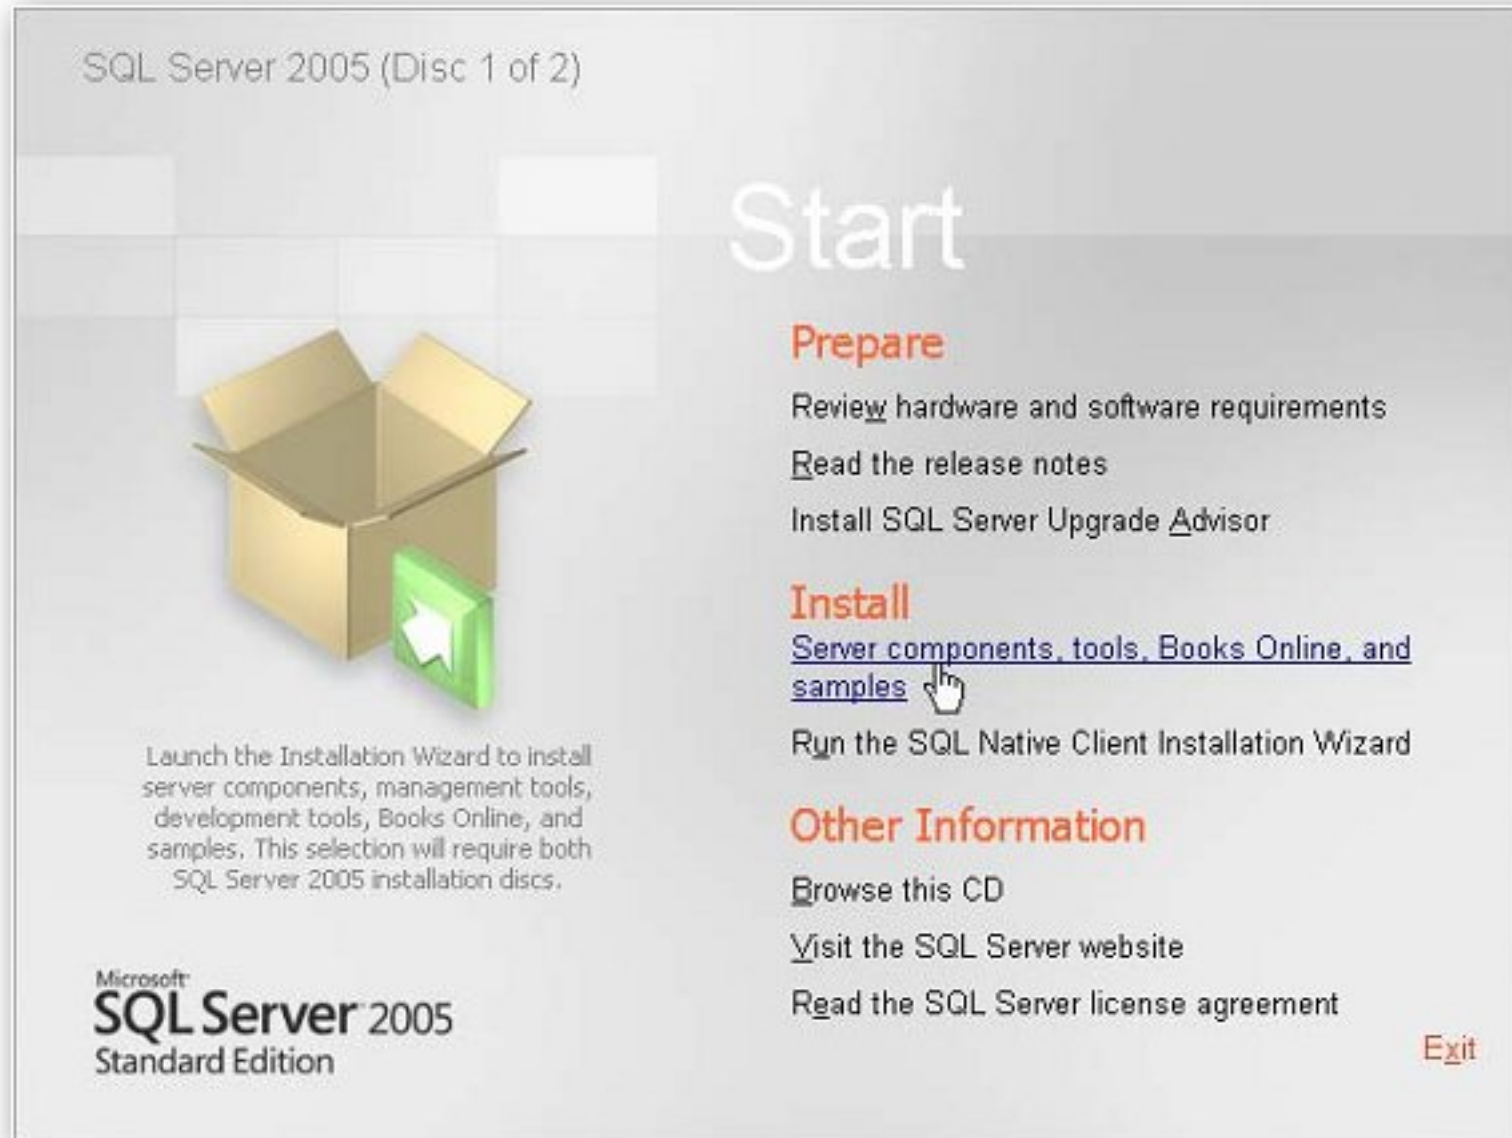 SQL Server 2005 (Disc 1 of 2)
Start
Prepare
Review hardware and software requirements
Read the release notes
Install SQL Server Upgrade Advisor
Install
Server components, tools, Books Online, and
samples
Run the SQL Native Client Installation Wizard
Other Information
Browse this CD
Visit the SQL Server website
Read the SQL Server license agreement
Exit
Launch the Installation Wizard to install
server components, management tools,
development tools, Books Online, and
samples. This selection will require both
SQL Server 2005 installation discs.
Microsoft
SQL Server 2005
Standard Edition